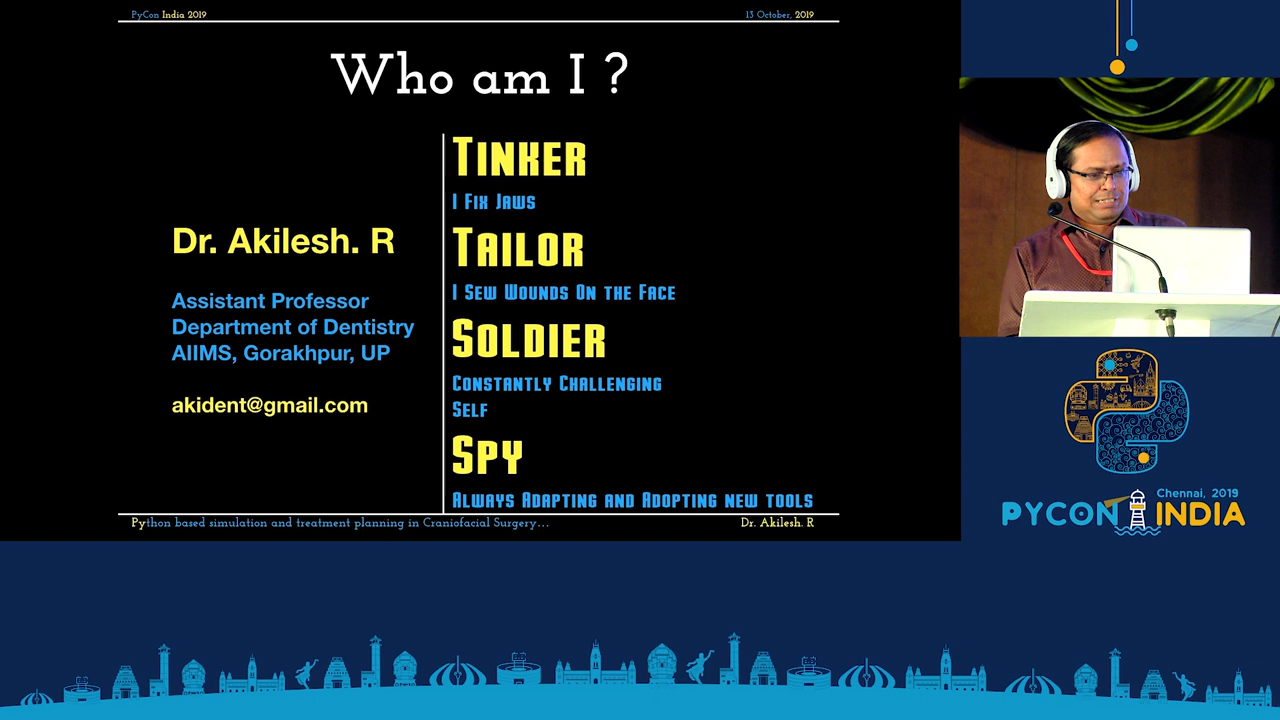 PyCon India 2019
13 October, 2019
Who am I ?
Dr. Akilesh. R
Assistant Professor
Department of Dentistry
AIIMS, Gorakhpur, UP
akident@gmail.com
TINKER
I FIX JAWS
TAILOR
I SEW WOUNDS ON THE FACE
SOLDIER
CONSTANTLY CHALLENGING
SELF
SPY
ALWAYS ADAPTING AND ADOPTING NEW TOOLS
Python based simulation and treatment planning in Craniofacial Surgery...
Dr. Akilesh. R
Chennai, 2019
PYCON INDIA